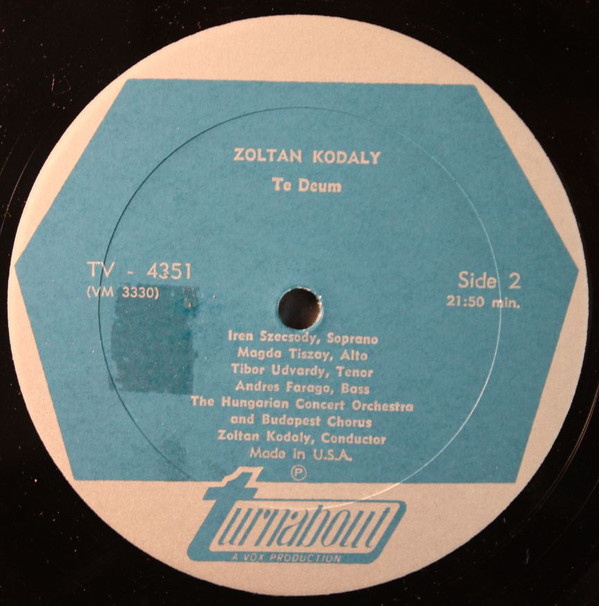 ZOLTAN KODALY
Te Deum
TV - 4351
(VM 3330)
Side 2
21:50 min.
Iren Szecsody, Soprano
Magda Tiszay, Alto
Tibor Udvardy, Tenor
Andres Farago, Bass
The Hungarian Concert Orchestra
and Budapest Chorus
Zoltan Kodaly, Conductor
Made in U.S.A.
Ⓟ
turnabout
A VOX PRODUCTION